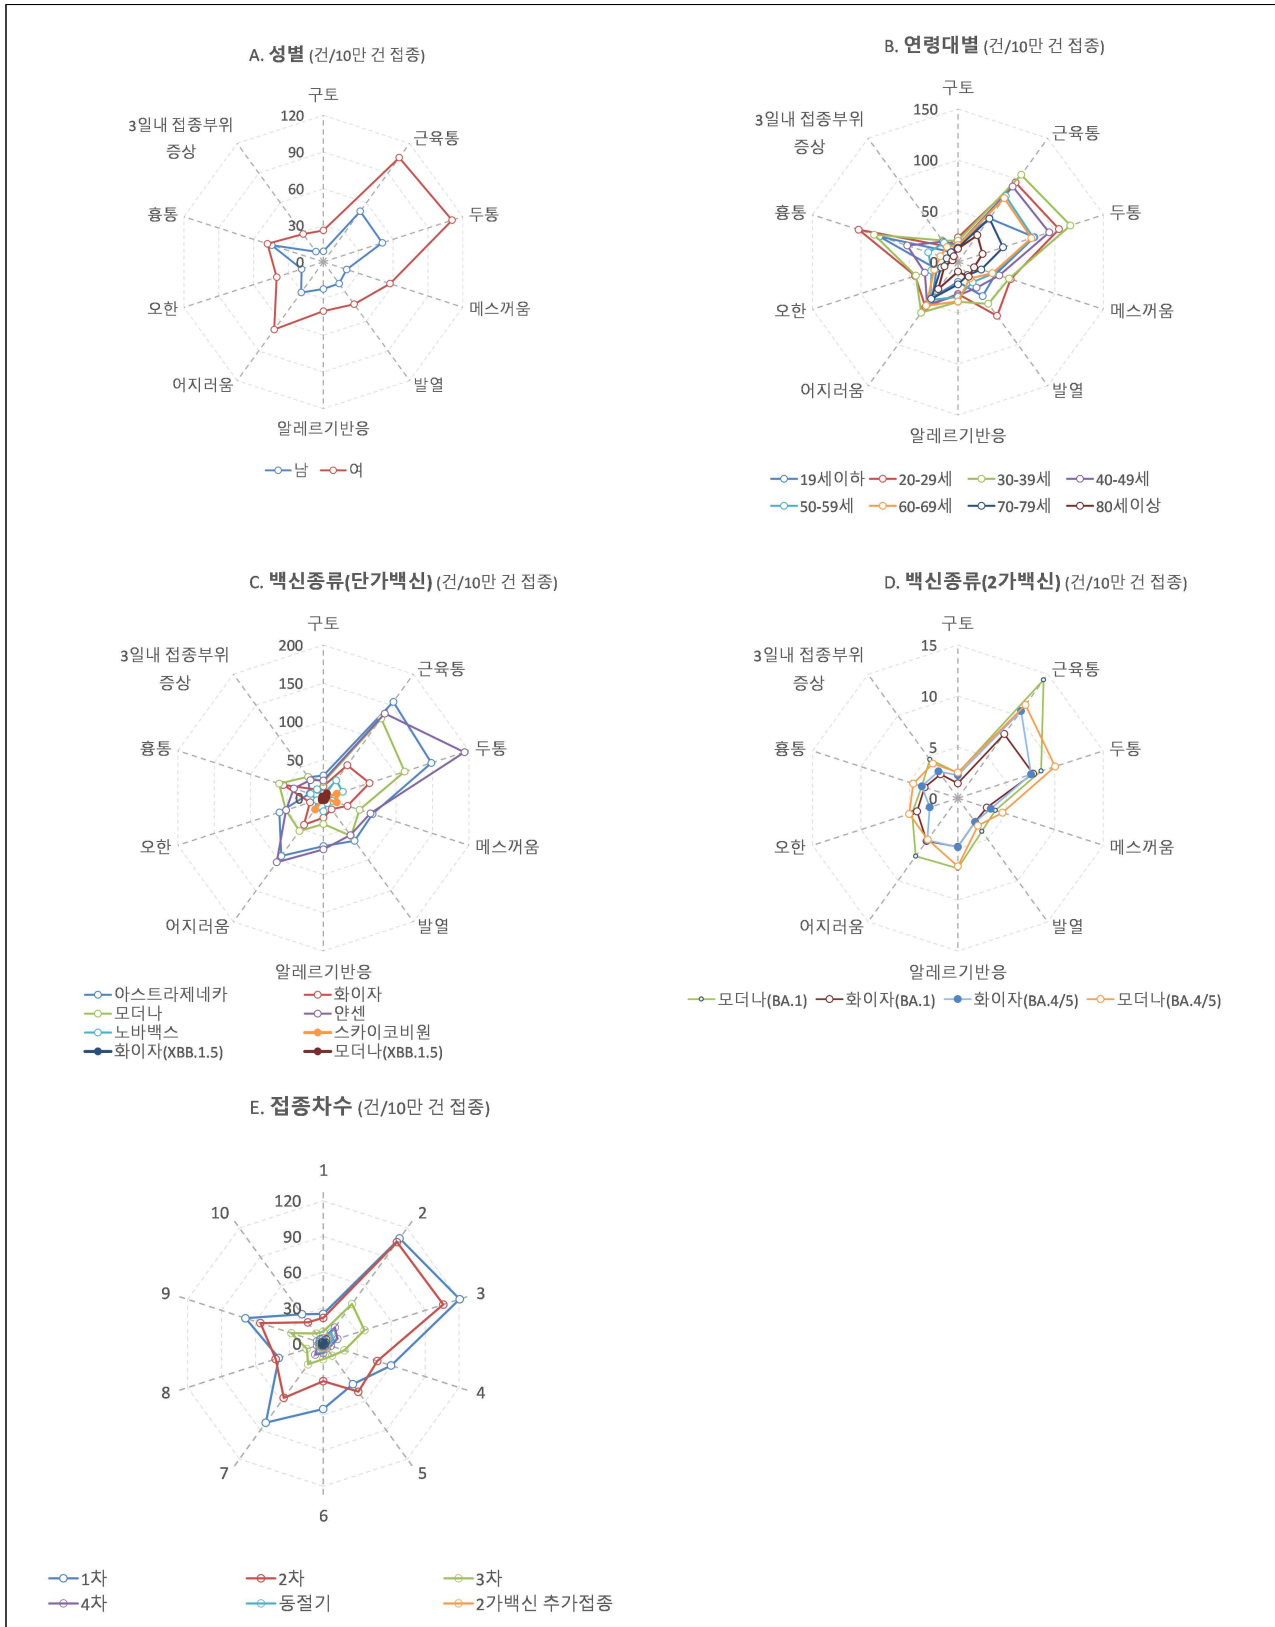 A. 성별 (건/10만 건 접종)
구토
120
3일내 접종부위
증상
근육통
90
60
흉통
두통
30
0
오한
메스꺼움
어지러움
발열
알레르기반응
남 여
B. 연령대별 (건/10만 건 접종)
구토
150
3일내 접종부위
증상
근육통
100
흉통
두통
50
0
오한
메스꺼움
어지러움
발열
알레르기반응
19세이하 20-29세 30-39세 40-49세
50-59세 60-69세 70-79세 80세이상
C. 백신종류(단가백신) (건/10만 건 접종)
구토
200
3일내 접종부위
증상
근육통
150
100
흉통
두통
50
0
오한
메스꺼움
어지러움
발열
알레르기반응
아스트라제네카 화이자
모더나 얀센
노바백스 스카이코비원
화이자(XBB.1.5) 모더나(XBB.1.5)
D. 백신종류(2가백신) (건/10만 건 접종)
구토
15
3일내 접종부위
증상
근육통
10
흉통
두통
5
0
오한
메스꺼움
어지러움
발열
알레르기반응
모더나(BA.1) 화이자(BA.1) 화이자(BA.4/5) 모더나(BA.4/5)
E. 접종차수 (건/10만 건 접종)
1
120
10
2
90
60
9
3
30
0
8
4
7
5
6
1차 2차 3차
4차 동절기 2가백신 추가접종